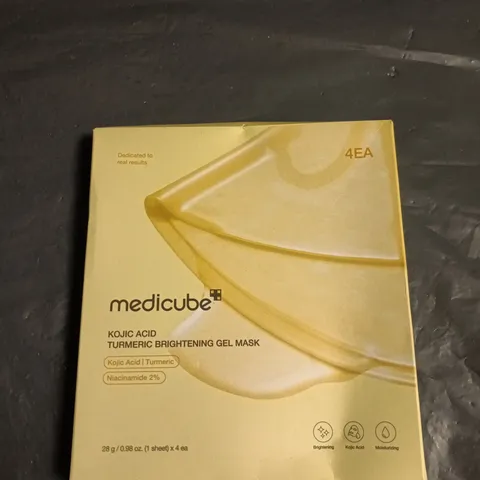 Dedicated to
real results
4EA
medicube
KOJIC ACID
TURMERIC BRIGHTENING GEL MASK
Kojic Acid | Turmeric
Niacinamide 2%
28 g / 0.98 oz. (1 sheet) x 4 ea
Brightening
Kojic Acid
Moisturizing